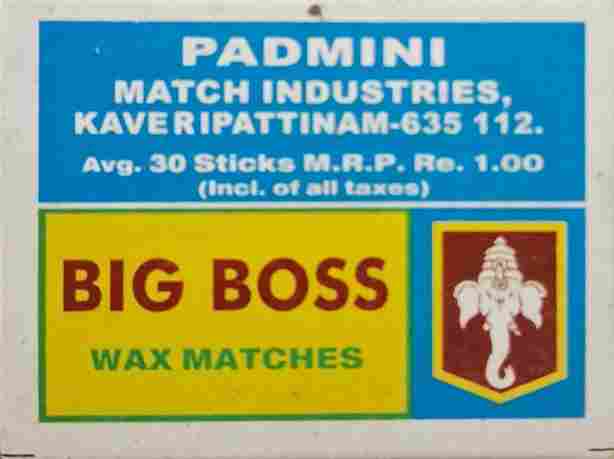 PADMINI
MATCH INDUSTRIES,
KAVERIPATTINAM-635 112.
Avg. 30 Sticks M.R.P. Re. 1.00
(Incl. of all taxes)
BIG BOSS
WAX MATCHES